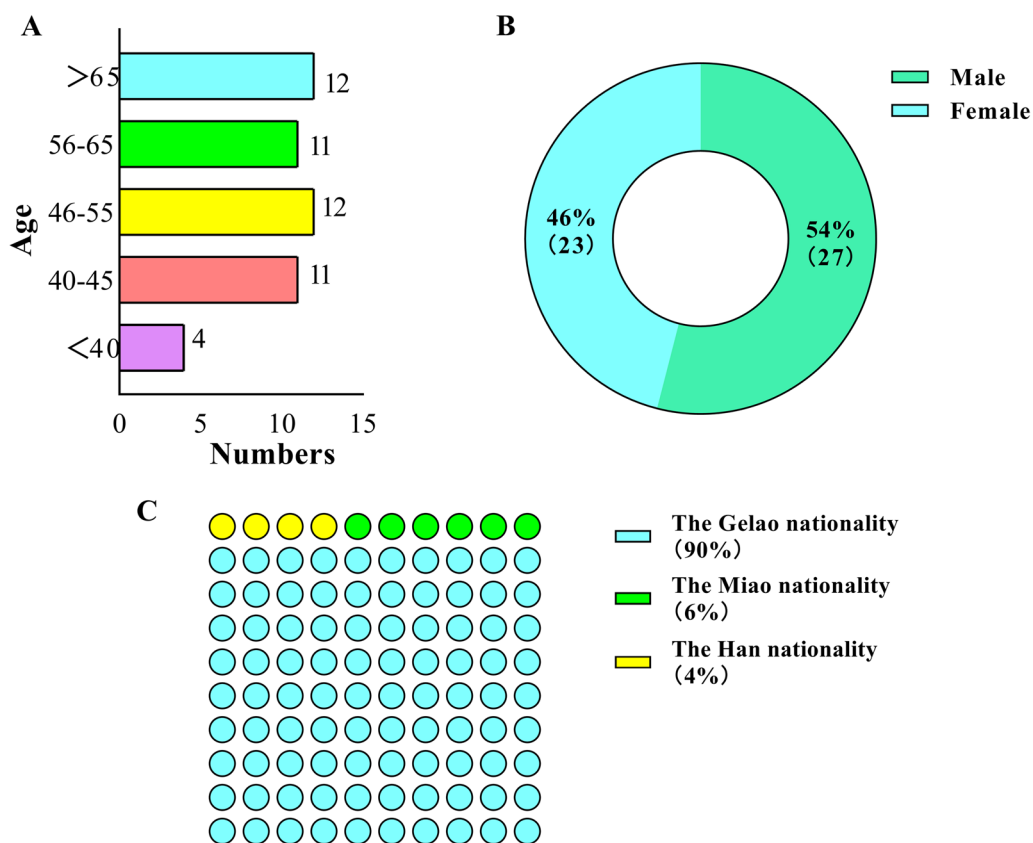 A
>65
12
56-65
11
46-55
12
40-45
11
<40
4
Age
0 5 10 15
Numbers
B
Male
Female
46%
(23)
54%
(27)
C
The Gelao nationality
(90%)
The Miao nationality
(6%)
The Han nationality
(4%)